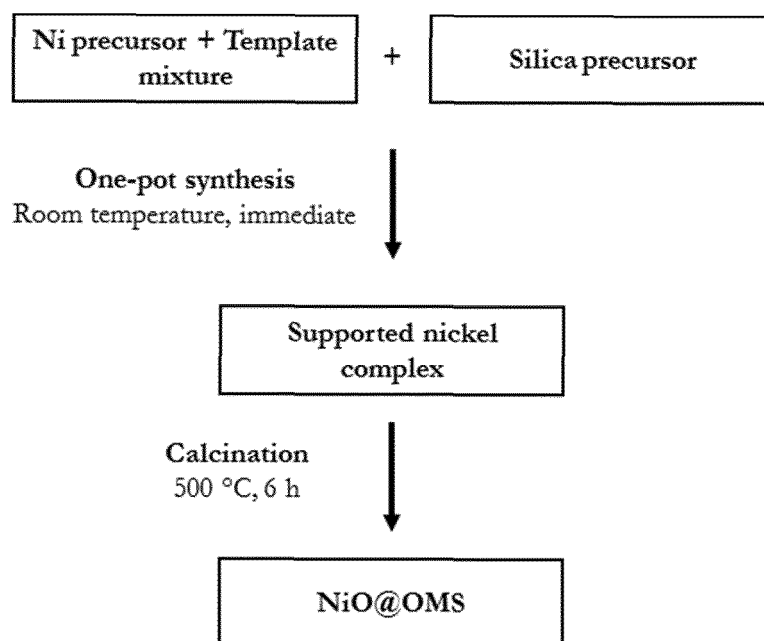 Ni precursor + Template
mixture
+
Silica precursor
One-pot synthesis
Room temperature, immediate
Supported nickel
complex
Calcination
500 °C, 6 h
NiO@OMS